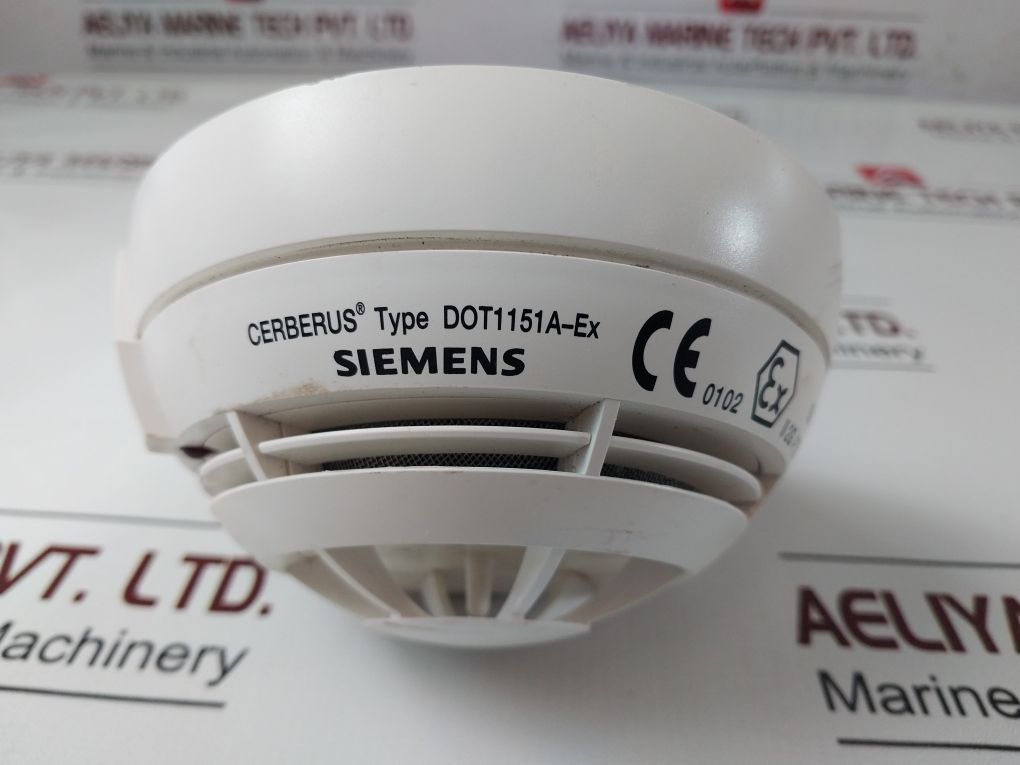 AELIYA MARINE TECH PVT. LTD.
AELIYA MARINE TECH PVT. LTD.
CERBERUS® Type DOT1151A-Ex
SIEMENS
CE 0102
Ex
PVT. LTD.
Machinery
AELIYA
Marine